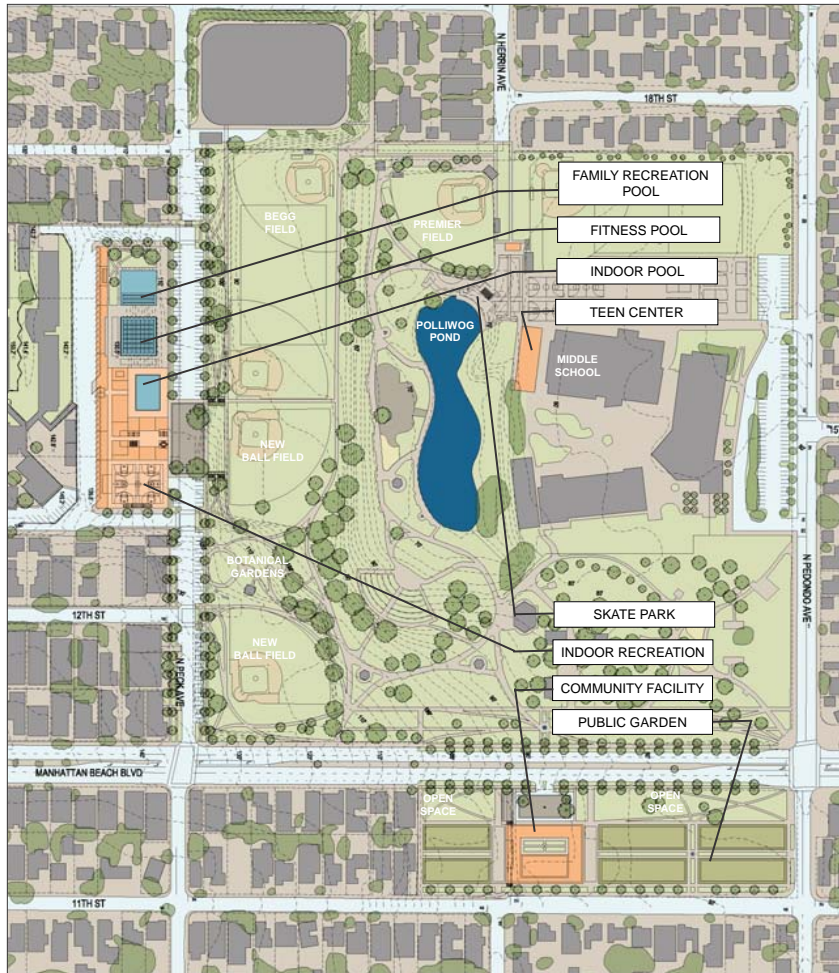 N HERRIN AVE
18TH ST
FAMILY RECREATION
POOL
BEGG
FIELD
PREMIER
FIELD
FITNESS POOL
INDOOR POOL
TEEN CENTER
POLLIWOG
POND
MIDDLE
SCHOOL
NEW
BALL FIELD
BOTANICAL
GARDENS
N PEDONDO AVE
12TH ST
SKATE PARK
NEW
BALL FIELD
INDOOR RECREATION
N PECK AVE
COMMUNITY FACILITY
PUBLIC GARDEN
MANHATTAN BEACH BLVD
OPEN
SPACE
OPEN
SPACE
11TH ST